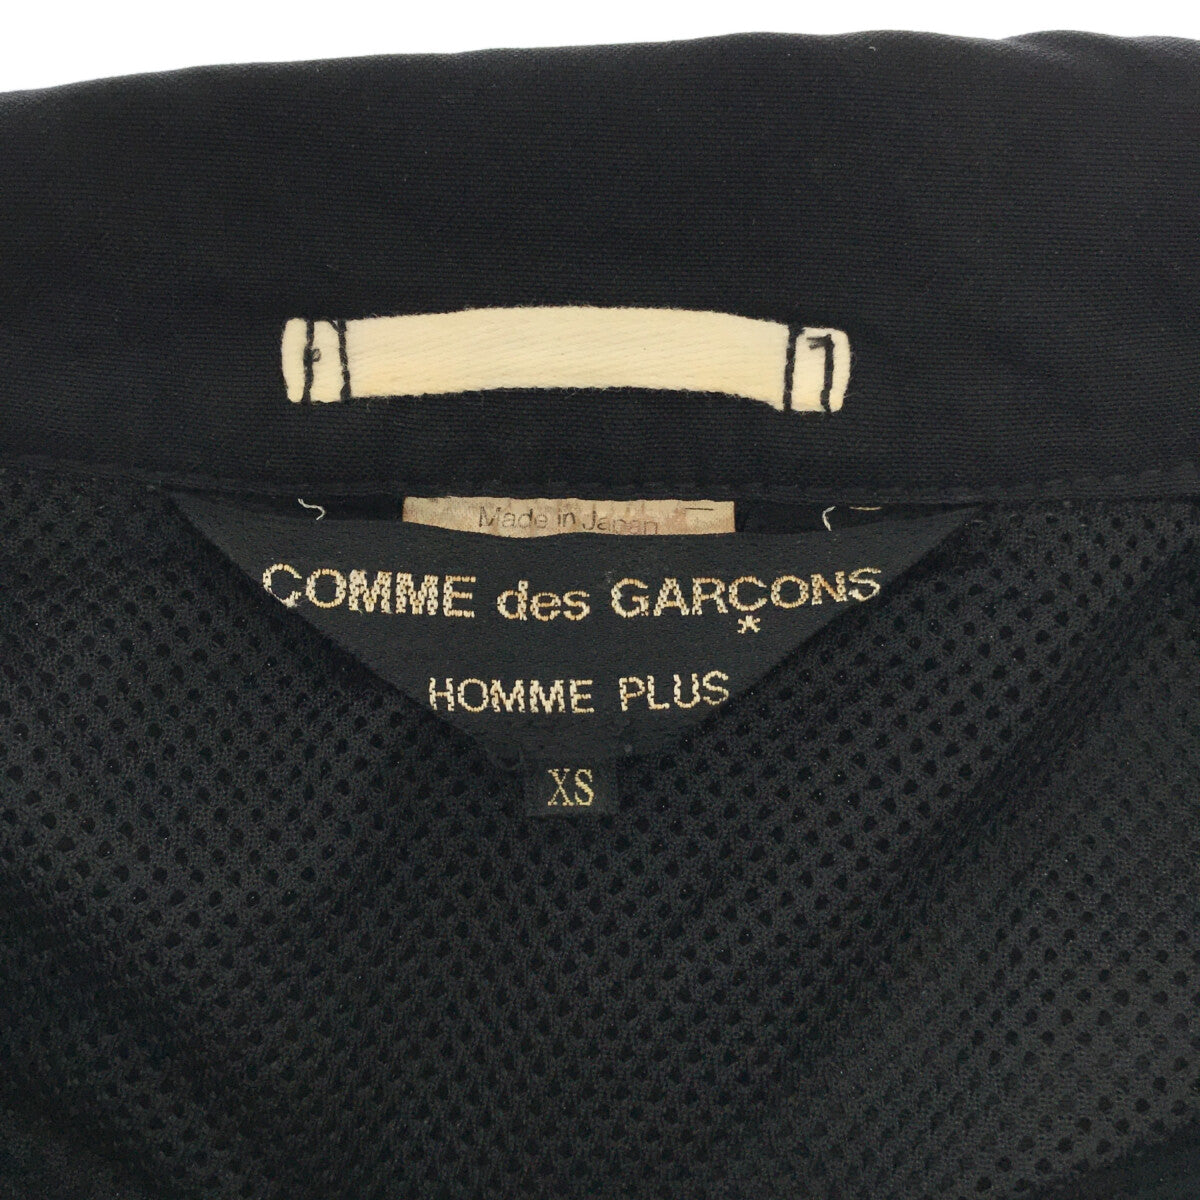 Made in Japan
COMME des GARÇONS
*
HOMME PLUS
XS